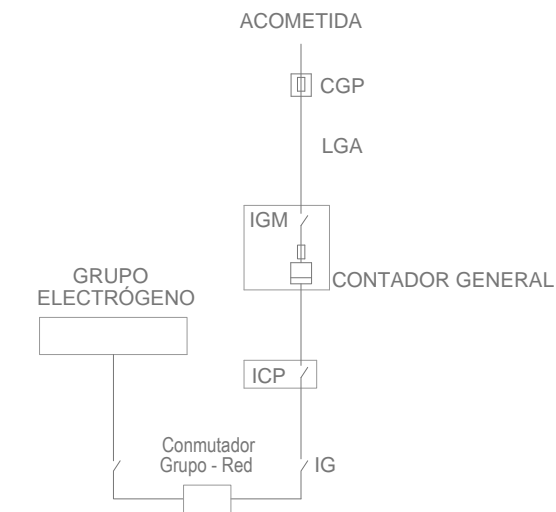 ACOMETIDA
CGP
LGA
IGM
CONTADOR GENERAL
GRUPO
ELECTRÓGENO
ICP
Conmutador
Grupo - Red
IG